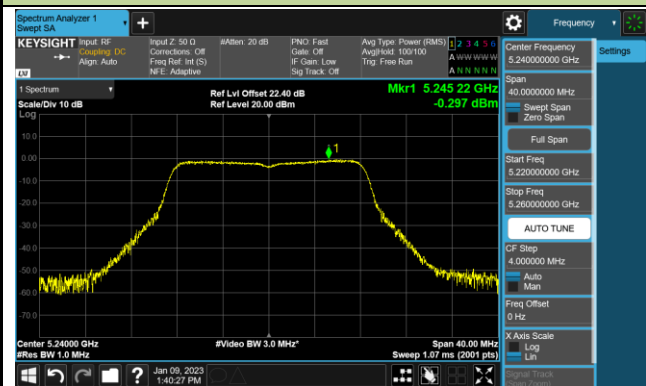 Spectrum Analyzer 1
Swept SA
Frequency
KEYSIGHT
Input: RF
Coupling: DC
Align: Auto
Input Z: 50 Ω
Corrections: Off
Freq Ref: Int (S)
NFE: Adaptive
#Atten: 20 dB
PNO: Fast
Gate: Off
IF Gain: Low
Sig Track: Off
Avg Type: Power (RMS)
Avg|Hold: 100/100
Trig: Free Run
1 2 3 4 5 6
A W W W W W
A N N N N N
LXI
1 Spectrum
Scale/Div 10 dB
Log
Ref Lvl Offset 22.40 dB
Ref Level 20.00 dBm
Mkr1 5.245 22 GHz
-0.297 dBm
10.0
0.00
-10.0
-20.0
-30.0
-40.0
-50.0
-60.0
-70.0
1
Center 5.24000 GHz
#Res BW 1.0 MHz
#Video BW 3.0 MHz*
Span 40.00 MHz
Sweep 1.07 ms (2001 pts)
Center Frequency
5.240000000 GHz
Settings
Span
40.0000000 MHz
Swept Span
Zero Span
Full Span
Start Freq
5.220000000 GHz
Stop Freq
5.260000000 GHz
AUTO TUNE
CF Step
4.000000 MHz
Auto
Man
Freq Offset
0 Hz
X Axis Scale
Log
Lin
Signal Track
(Span Zoom)
Jan 09, 2023
1:40:27 PM